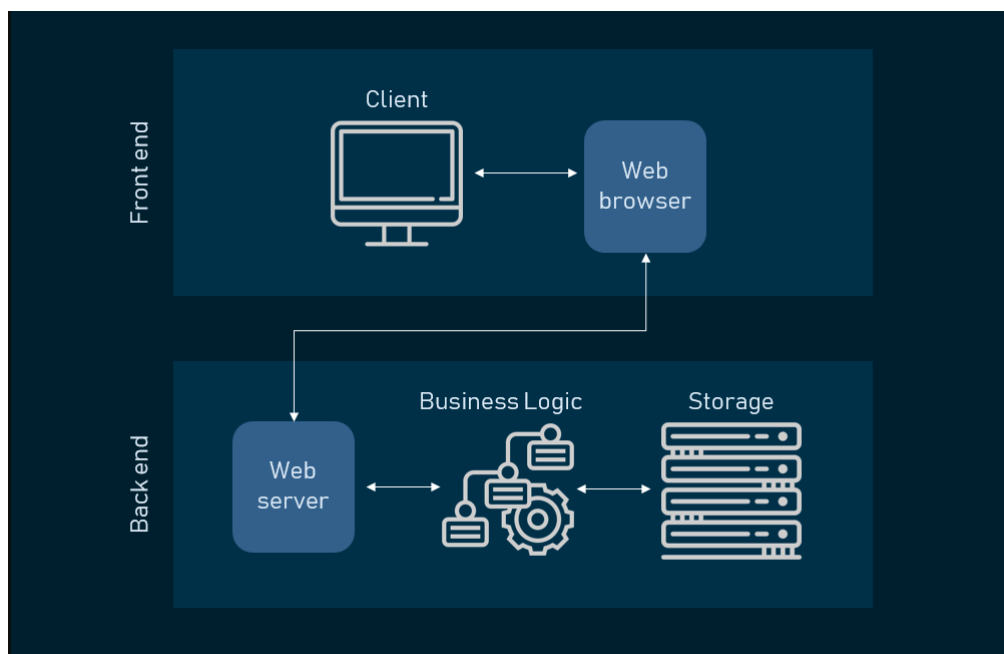 Front end
Client
Web
browser
Back end
Business Logic
Storage
Web
server